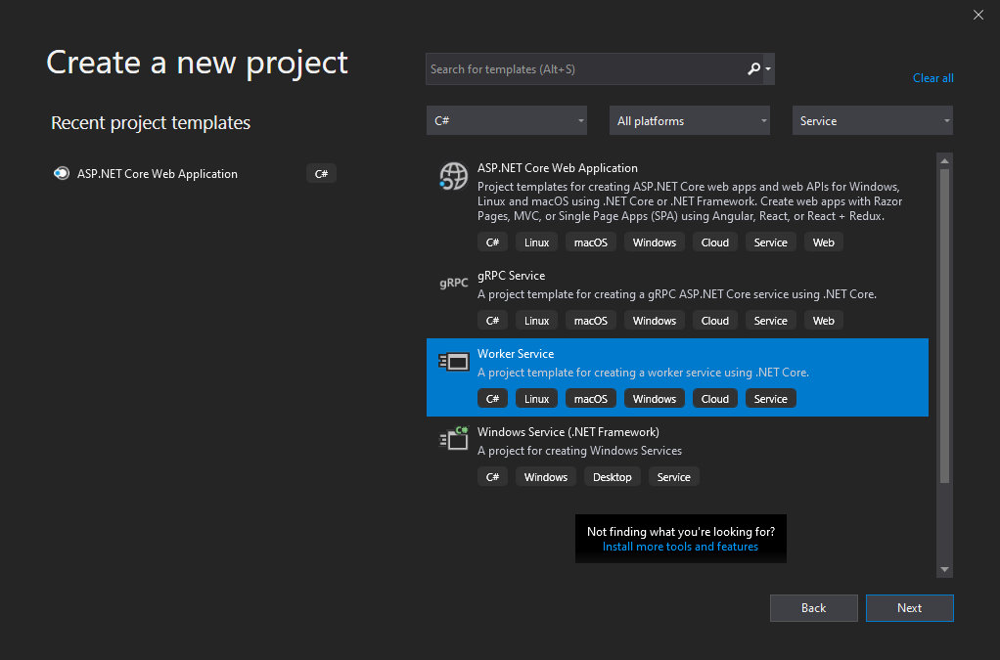 Create a new project
Search for templates (Alt+S)
Clear all
Recent project templates
C#
All platforms
Service
ASP.NET Core Web Application
C#
ASP.NET Core Web Application
Project templates for creating ASP.NET Core web apps and web APIs for Windows,
Linux and macOS using .NET Core or .NET Framework. Create web apps with Razor
Pages, MVC, or Single Page Apps (SPA) using Angular, React, or React + Redux.
C# Linux macOS Windows Cloud Service Web
gRPC
gRPC Service
A project template for creating a gRPC ASP.NET Core service using .NET Core.
C# Linux macOS Windows Cloud Service Web
Worker Service
A project template for creating a worker service using .NET Core.
C# Linux macOS Windows Cloud Service
C#
Windows Service (.NET Framework)
A project for creating Windows Services
C# Windows Desktop Service
Not finding what you're looking for?
Install more tools and features
Back
Next